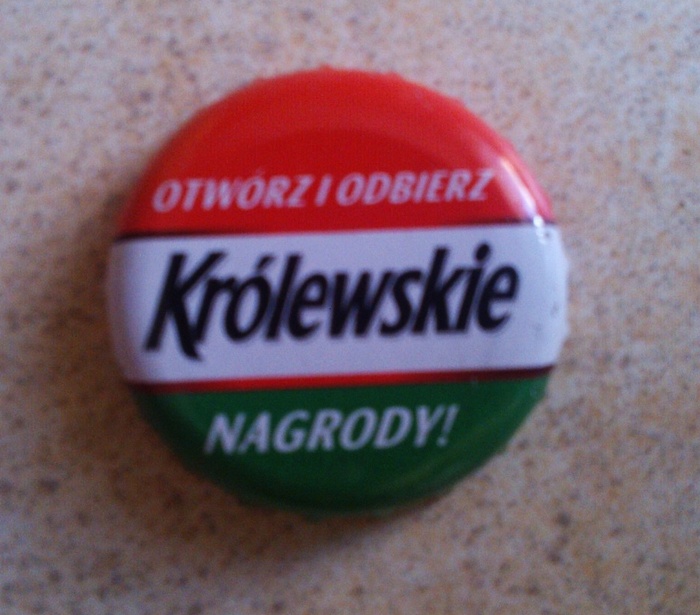 OTWÓRZ I ODBIERZ
Królewskie
NAGRODY!